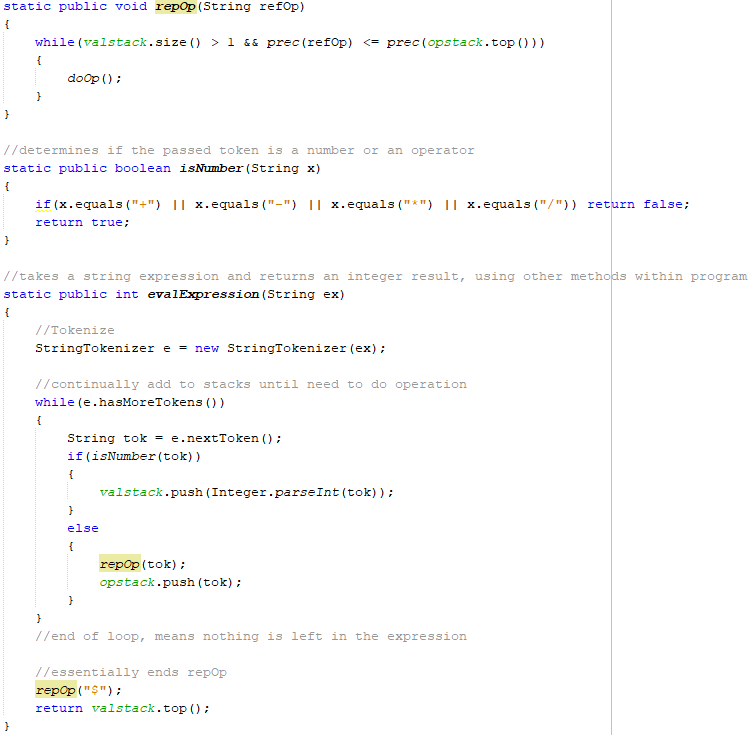 static public void repOp(String refOp)
{
    while(valstack.size() > 1 && prec(refOp) <= prec(opstack.top()))
    {
        doOp();
    }
}

//determines if the passed token is a number or an operator
static public boolean isNumber(String x)
{
    if(x.equals("+") || x.equals("-") || x.equals("*") || x.equals("/")) return false;
    return true;
}

//takes a string expression and returns an integer result, using other methods within program
static public int evalExpression(String ex)
{
    //Tokenize
    StringTokenizer e = new StringTokenizer(ex);

    //continually add to stacks until need to do operation
    while(e.hasMoreTokens())
    {
        String tok = e.nextToken();
        if(isNumber(tok))
        {
            valstack.push(Integer.parseInt(tok));
        }
        else
        {
            repOp(tok);
            opstack.push(tok);
        }
    }
    //end of loop, means nothing is left in the expression

    //essentially ends repOp
    repOp("$");
    return valstack.top();
}